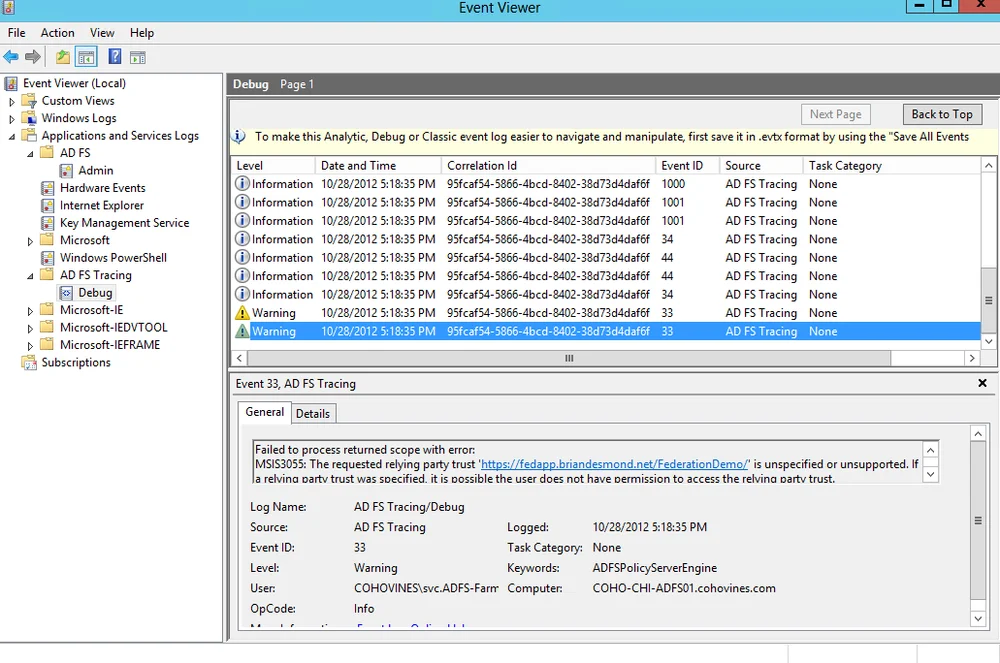 Event Viewer
File Action View Help
Event Viewer (Local)
Custom Views
Windows Logs
Applications and Services Logs
AD FS
Admin
Hardware Events
Internet Explorer
Key Management Service
Microsoft
Windows PowerShell
AD FS Tracing
Debug
Microsoft-IE
Microsoft-IEDVTOOL
Microsoft-IEFRAME
Subscriptions
Debug Page 1
Next Page Back to Top
To make this Analytic, Debug or Classic event log easier to navigate and manipulate, first save it in .evtx format by using the "Save All Events
Level Date and Time Correlation Id Event ID Source Task Category
Information 10/28/2012 5:18:35 PM 95fcaf54-5866-4bcd-8402-38d73d4daf6f 1000 AD FS Tracing None
Information 10/28/2012 5:18:35 PM 95fcaf54-5866-4bcd-8402-38d73d4daf6f 1001 AD FS Tracing None
Information 10/28/2012 5:18:35 PM 95fcaf54-5866-4bcd-8402-38d73d4daf6f 1001 AD FS Tracing None
Information 10/28/2012 5:18:35 PM 95fcaf54-5866-4bcd-8402-38d73d4daf6f 34 AD FS Tracing None
Information 10/28/2012 5:18:35 PM 95fcaf54-5866-4bcd-8402-38d73d4daf6f 44 AD FS Tracing None
Information 10/28/2012 5:18:35 PM 95fcaf54-5866-4bcd-8402-38d73d4daf6f 44 AD FS Tracing None
Information 10/28/2012 5:18:35 PM 95fcaf54-5866-4bcd-8402-38d73d4daf6f 34 AD FS Tracing None
Warning 10/28/2012 5:18:35 PM 95fcaf54-5866-4bcd-8402-38d73d4daf6f 33 AD FS Tracing None
Warning 10/28/2012 5:18:35 PM 95fcaf54-5866-4bcd-8402-38d73d4daf6f 33 AD FS Tracing None
Event 33, AD FS Tracing
General Details
Failed to process returned scope with error:
MSIS3055: The requested relying party trust 'https://fedapp.briandesmond.net/FederationDemo/' is unspecified or unsupported. If
a relying party trust was specified, it is possible the user does not have permission to access the relying party trust.
Log Name: AD FS Tracing/Debug
Source: AD FS Tracing Logged: 10/28/2012 5:18:35 PM
Event ID: 33 Task Category: None
Level: Warning Keywords: ADFSPolicyServerEngine
User: COHOVINES\svc.ADFS-Farm Computer: COHO-CHI-ADFS01.cohovines.com
OpCode: Info